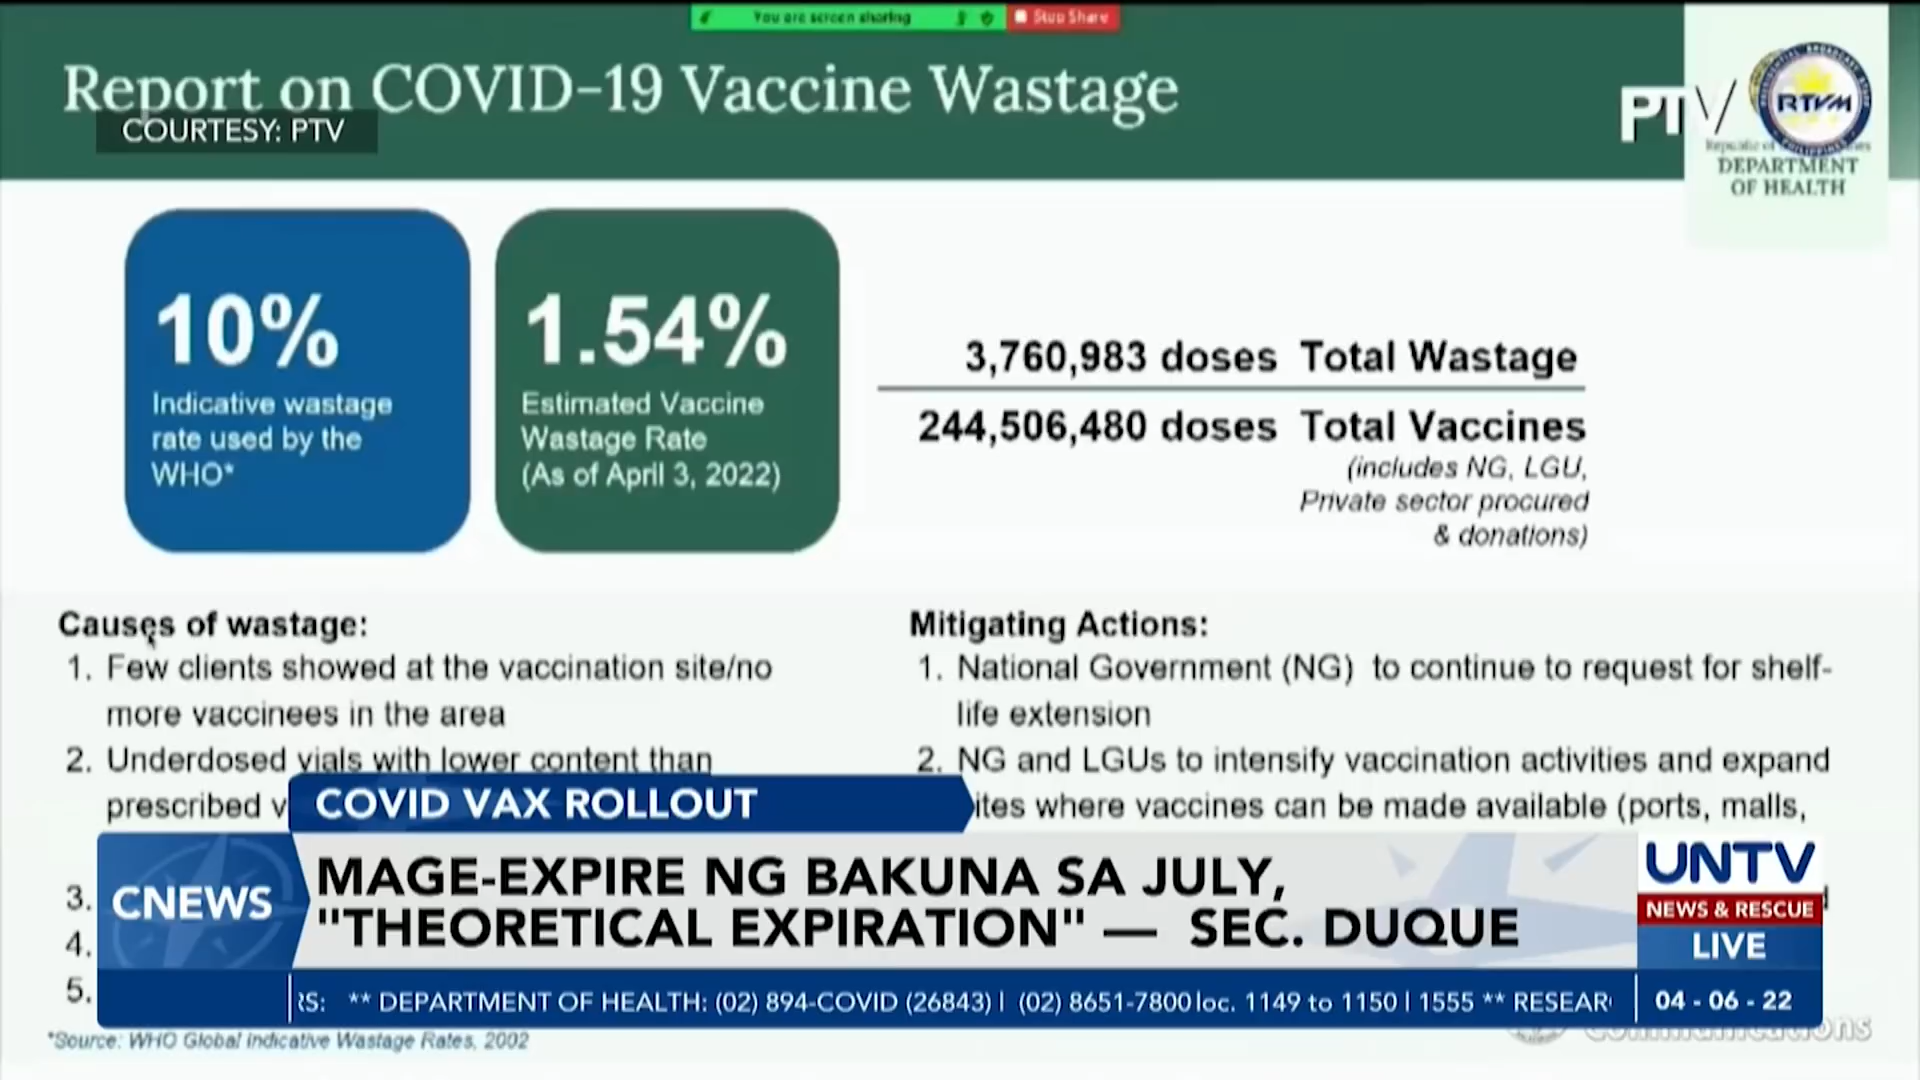 You are screen sharing
Stop Share
Report on COVID-19 Vaccine Wastage
COURTESY: PTV
PTV
RTVM
DEPARTMENT
OF HEALTH
10%
Indicative wastage
rate used by the
WHO*
1.54%
Estimated Vaccine
Wastage Rate
(As of April 3, 2022)
3,760,983 doses Total Wastage
244,506,480 doses Total Vaccines
(includes NG, LGU,
Private sector procured
& donations)
Causes of wastage:
1. Few clients showed at the vaccination site/no
more vaccinees in the area
2. Underdosed vials with lower content than
prescribed v
3.
4.
5.
Mitigating Actions:
1. National Government (NG) to continue to request for shelf-
life extension
2. NG and LGUs to intensify vaccination activities and expand
ites where vaccines can be made available (ports, malls,
COVID VAX ROLLOUT
CNEWS
MAGE-EXPIRE NG BAKUNA SA JULY,
"THEORETICAL EXPIRATION" — SEC. DUQUE
UNTV
NEWS & RESCUE
LIVE
RS: ** DEPARTMENT OF HEALTH: (02) 894-COVID (26843) | (02) 8651-7800 loc. 1149 to 1150 | 1555 ** RESEAR
04 - 06 - 22
*Source: WHO Global Indicative Wastage Rates, 2002
Communications